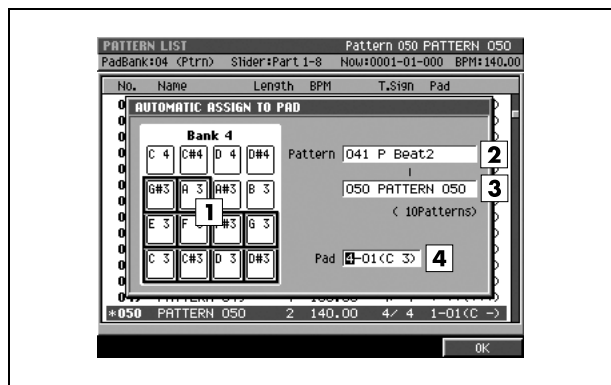 PATTERN LIST Pattern 050 PATTERN 050
PadBank:04 (Ptrn) Slider:Part 1-8 Now:0001-01-000 BPM:140.00
No. Name Length BPM T.Sign Pad
AUTOMATIC ASSIGN TO PAD
Bank 4
C 4 C#4 D 4 D#4 Pattern 041 P Beat2 2
G#3 A 3 A#3 B 3 050 PATTERN 050 3
1 ( 10Patterns)
E 3 F #3 G 3
C 3 C#3 D 3 D#3 Pad 4-01(C 3) 4
*050 PATTERN 050 2 140.00 4/ 4 1-01(C -)
OK